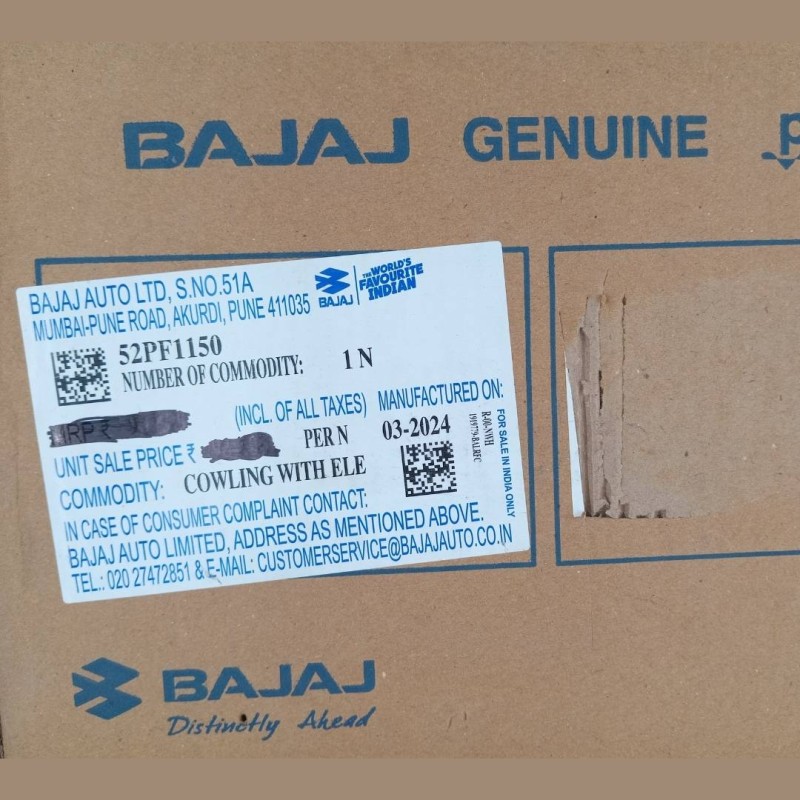 BAJAJ GENUINE
BAJAJ AUTO LTD, S.NO.51A
MUMBAI-PUNE ROAD, AKURDI, PUNE 411035
BAJAJ
THE WORLD'S
FAVOURITE
INDIAN
52PF1150
NUMBER OF COMMODITY: 1 N
(INCL. OF ALL TAXES)
MANUFACTURED ON:
UNIT SALE PRICE ₹ PER N
03-2024
R-00-NWH
FOR SALE IN INDIA ONLY
COMMODITY: COWLING WITH ELE
IN CASE OF CONSUMER COMPLAINT CONTACT:
BAJAJ AUTO LIMITED, ADDRESS AS MENTIONED ABOVE.
TEL.: 020 27472851 & E-MAIL: CUSTOMERSERVICE@BAJAJAUTO.CO.IN
BAJAJ
Distinctly Ahead